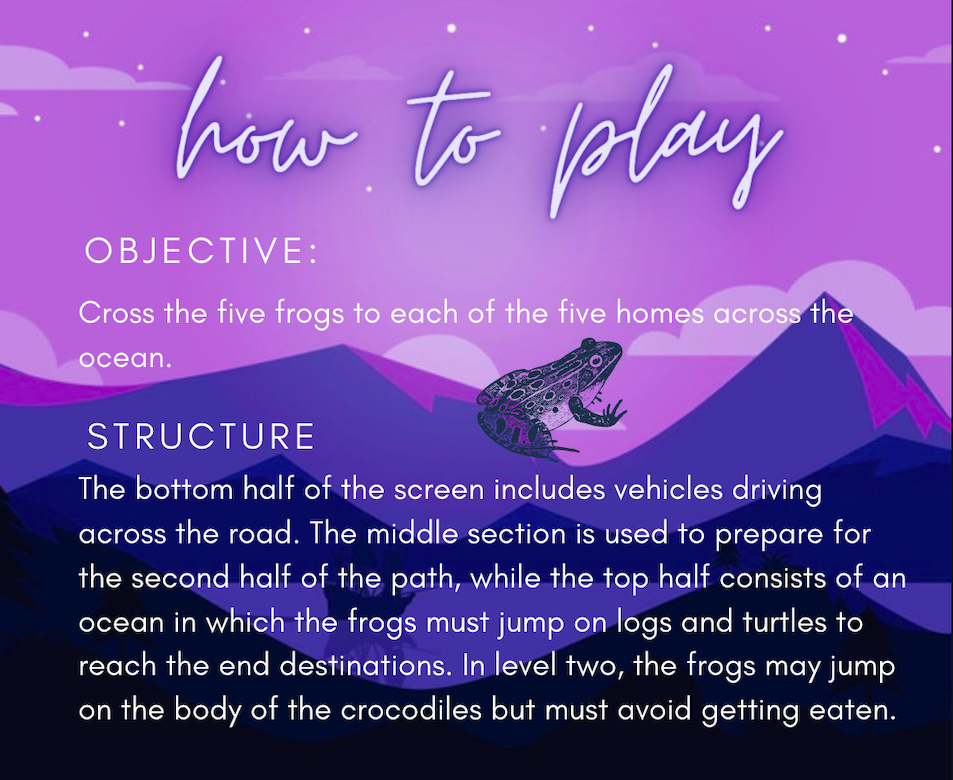 how to play
OBJECTIVE:
Cross the five frogs to each of the five homes across the
ocean.
STRUCTURE
The bottom half of the screen includes vehicles driving
across the road. The middle section is used to prepare for
the second half of the path, while the top half consists of an
ocean in which the frogs must jump on logs and turtles to
reach the end destinations. In level two, the frogs may jump
on the body of the crocodiles but must avoid getting eaten.